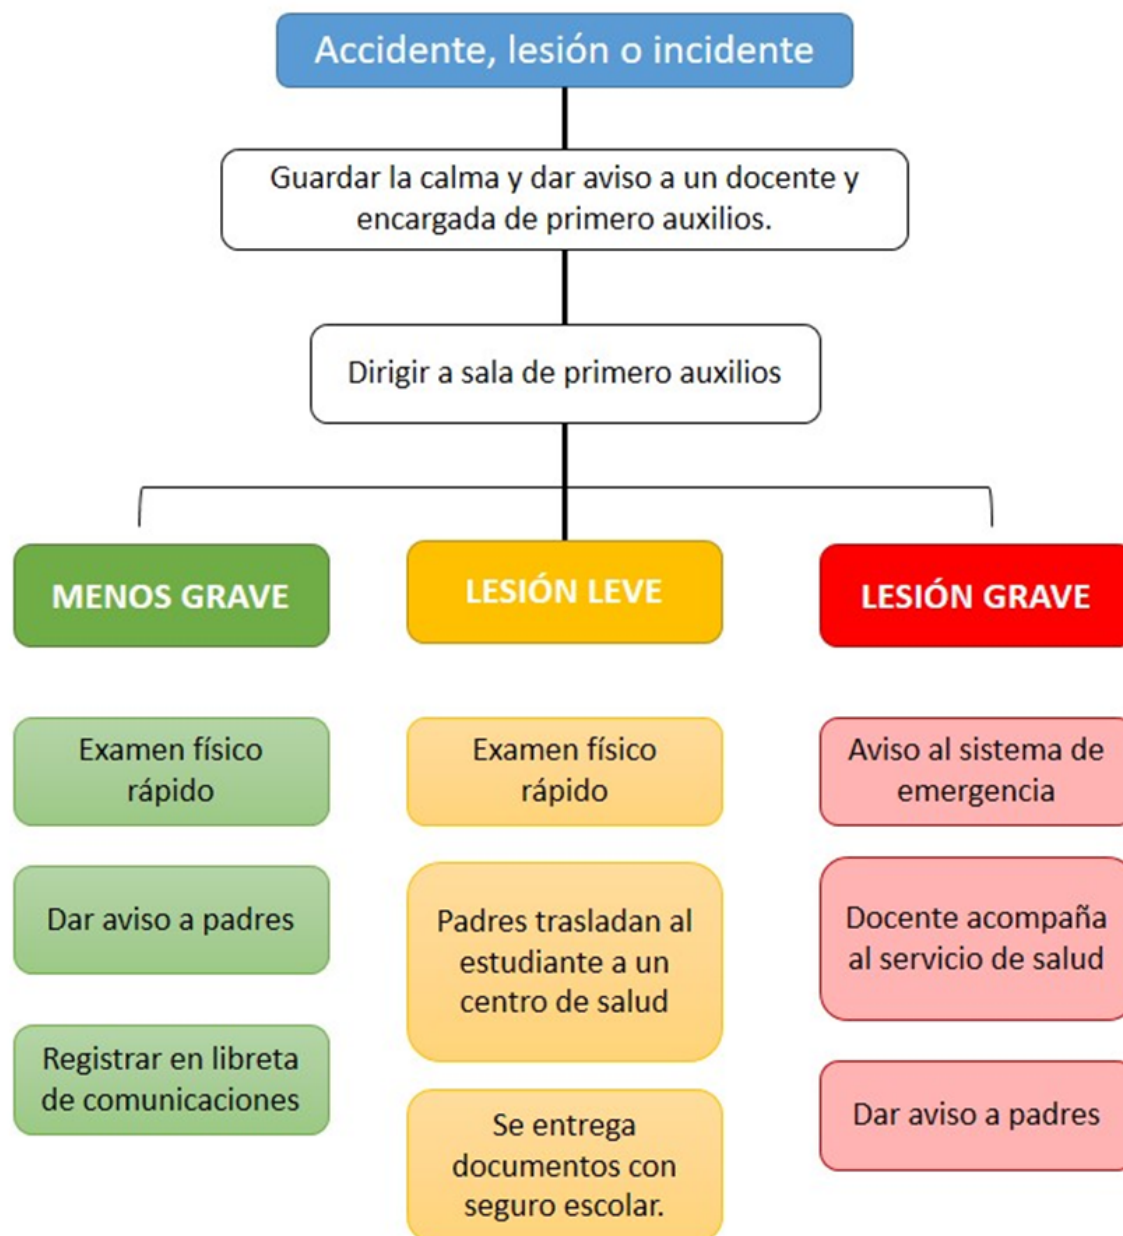 Accidente, lesión o incidente
Guardar la calma y dar aviso a un docente y
encargada de primero auxilios.
Dirigir a sala de primero auxilios
MENOS GRAVE
Examen físico
rápido
Dar aviso a padres
Registrar en libreta
de comunicaciones
LESIÓN LEVE
Examen físico
rápido
Padres trasladan al
estudiante a un
centro de salud
Se entrega
documentos con
seguro escolar.
LESIÓN GRAVE
Aviso al sistema de
emergencia
Docente acompaña
al servicio de salud
Dar aviso a padres